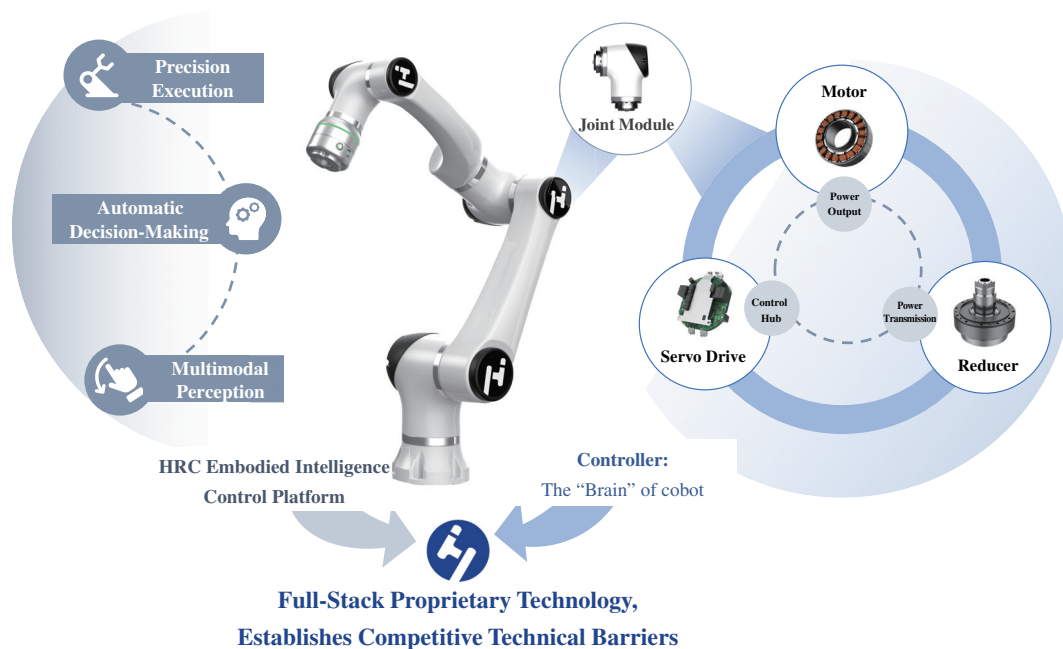 Precision
Execution
Automatic
Decision-Making
Multimodal
Perception
Joint Module
Motor
Power
Output
Control
Hub
Servo Drive
Power
Transmission
Reducer
HRC Embodied Intelligence
Control Platform
Controller:
The “Brain” of cobot
Full-Stack Proprietary Technology,
Establishes Competitive Technical Barriers